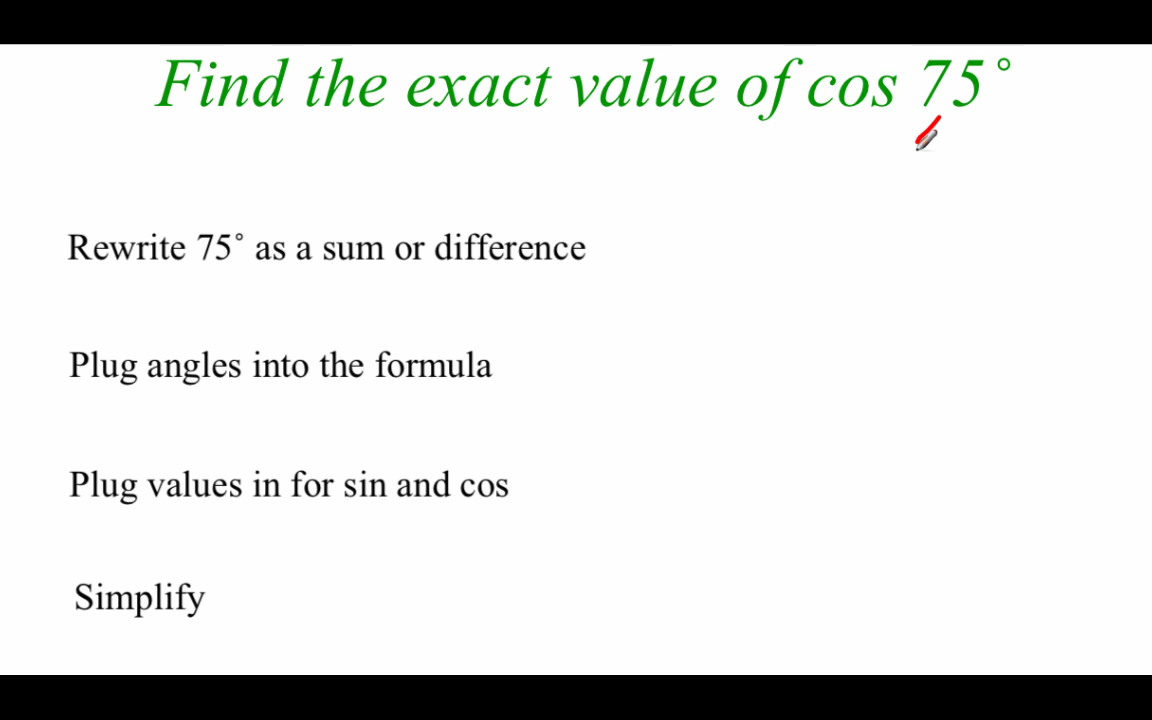 Find the exact value of cos 75°
Rewrite 75° as a sum or difference
Plug angles into the formula
Plug values in for sin and cos
Simplify